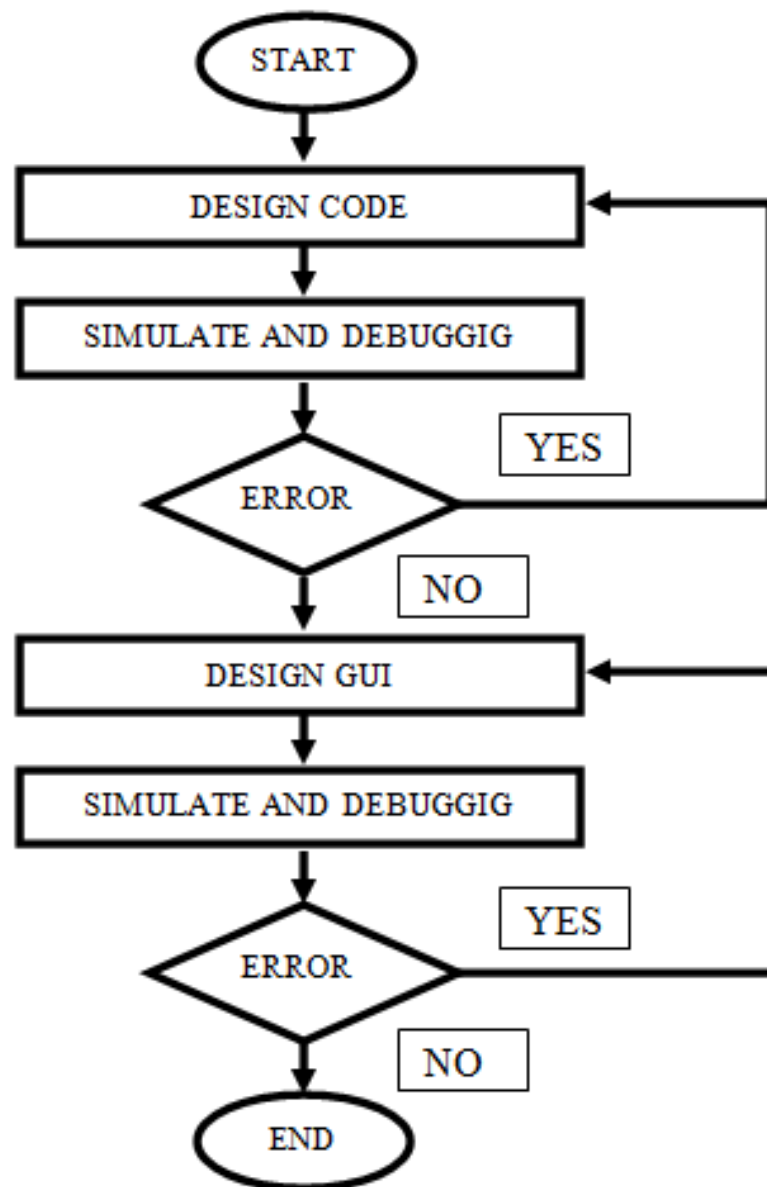 START
DESIGN CODE
SIMULATE AND DEBUGGIG
ERROR
YES
NO
DESIGN GUI
SIMULATE AND DEBUGGIG
ERROR
YES
NO
END